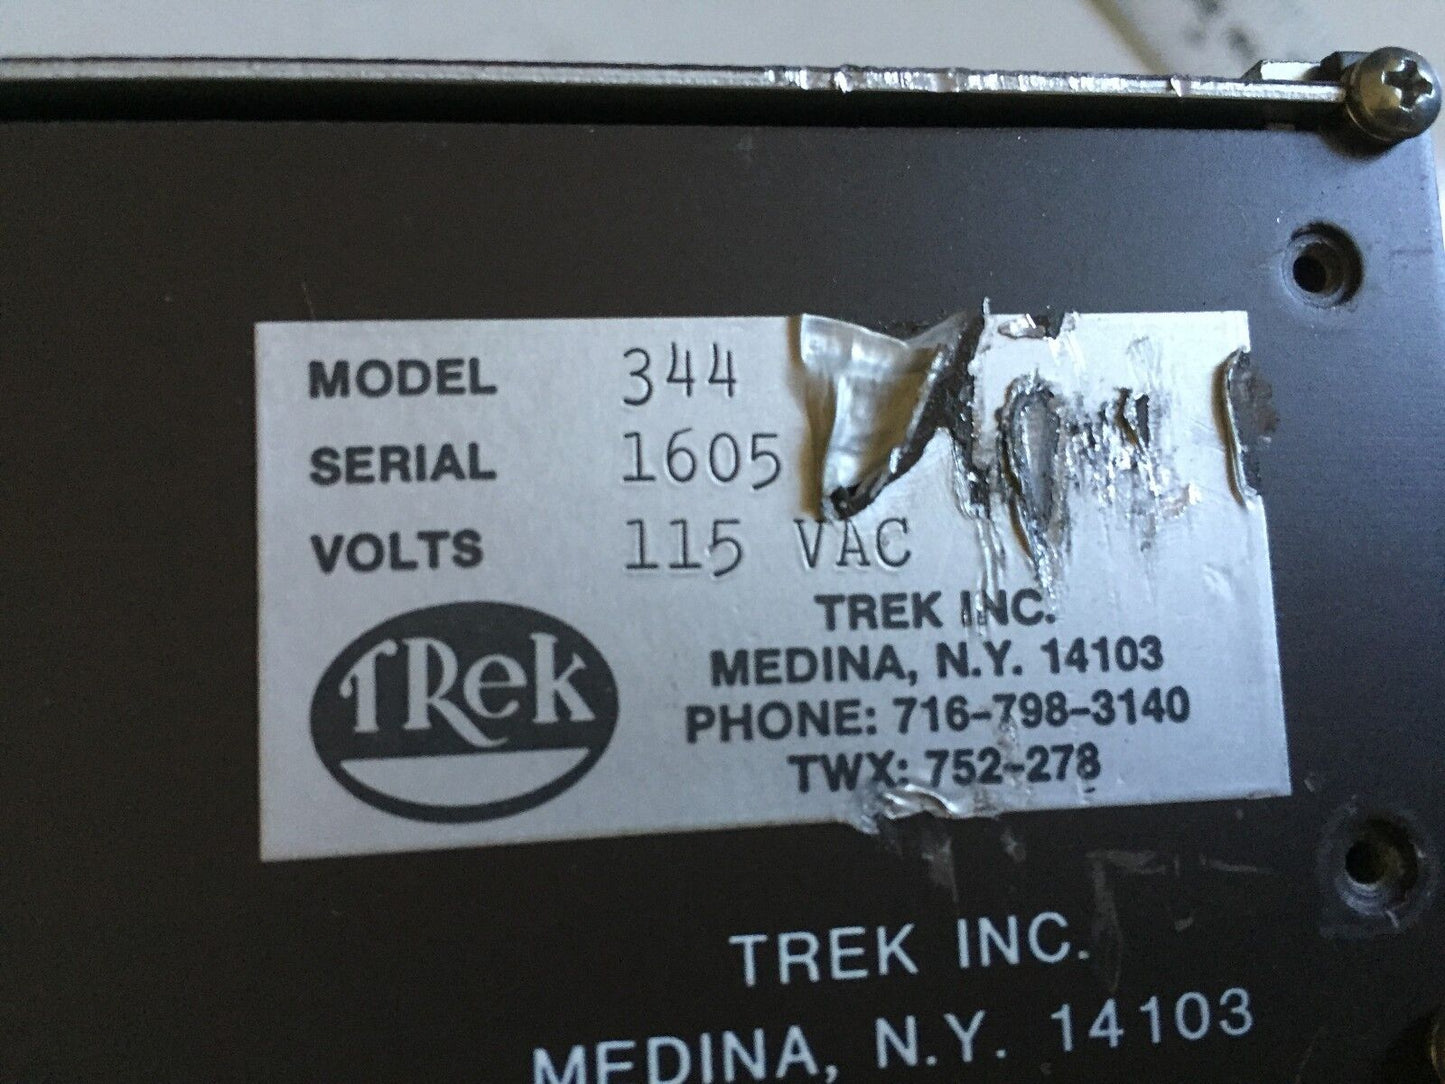 MODEL 344
SERIAL 1605
VOLTS 115 VAC
TRek
TREK INC.
MEDINA, N.Y. 14103
PHONE: 716-798-3140
TWX: 752-278
TREK INC.
MEDINA, N.Y. 14103